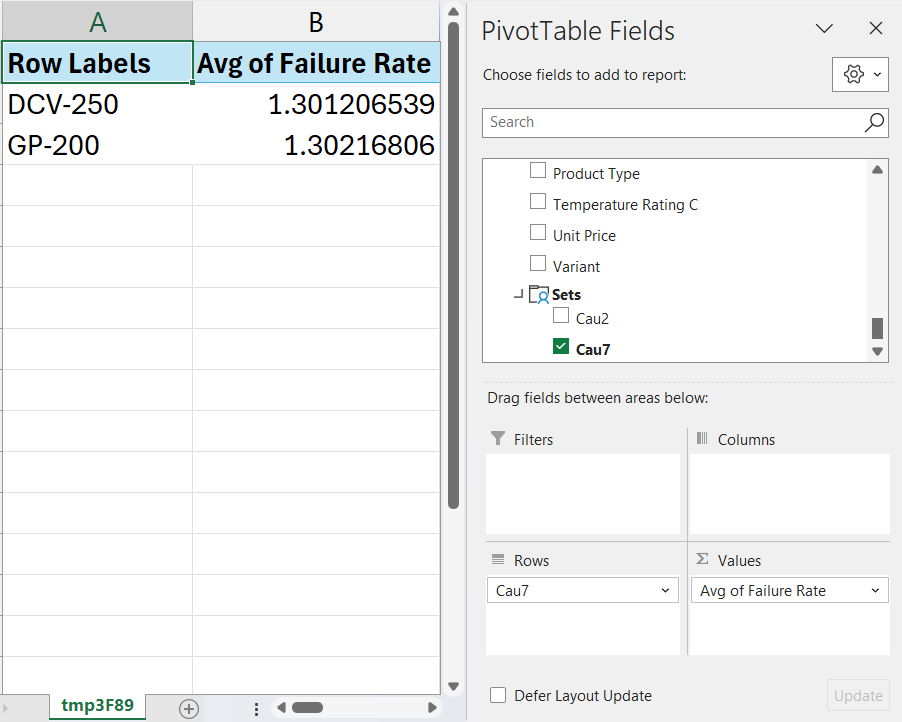 A B
Row Labels Avg of Failure Rate
DCV-250 1.301206539
GP-200 1.30216806
tmp3F89
PivotTable Fields
Choose fields to add to report:
Search
Product Type
Temperature Rating C
Unit Price
Variant
Sets
Cau2
Cau7
Drag fields between areas below:
Filters
Columns
Rows
Σ Values
Cau7
Avg of Failure Rate
Defer Layout Update
Update